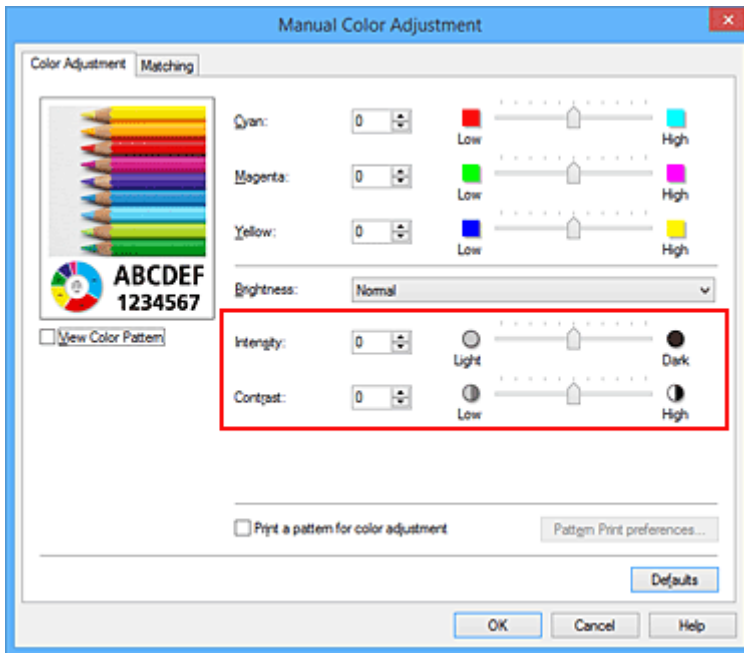 Manual Color Adjustment
Color Adjustment Matching
Cyan: 0 Low High
Magenta: 0 Low High
Yellow: 0 Low High
ABCDEF
1234567
View Color Pattern
Brightness: Normal
Intensity: 0 Light Dark
Contrast: 0 Low High
Print a pattern for color adjustment Pattern Print preferences...
Defaults
OK Cancel Help